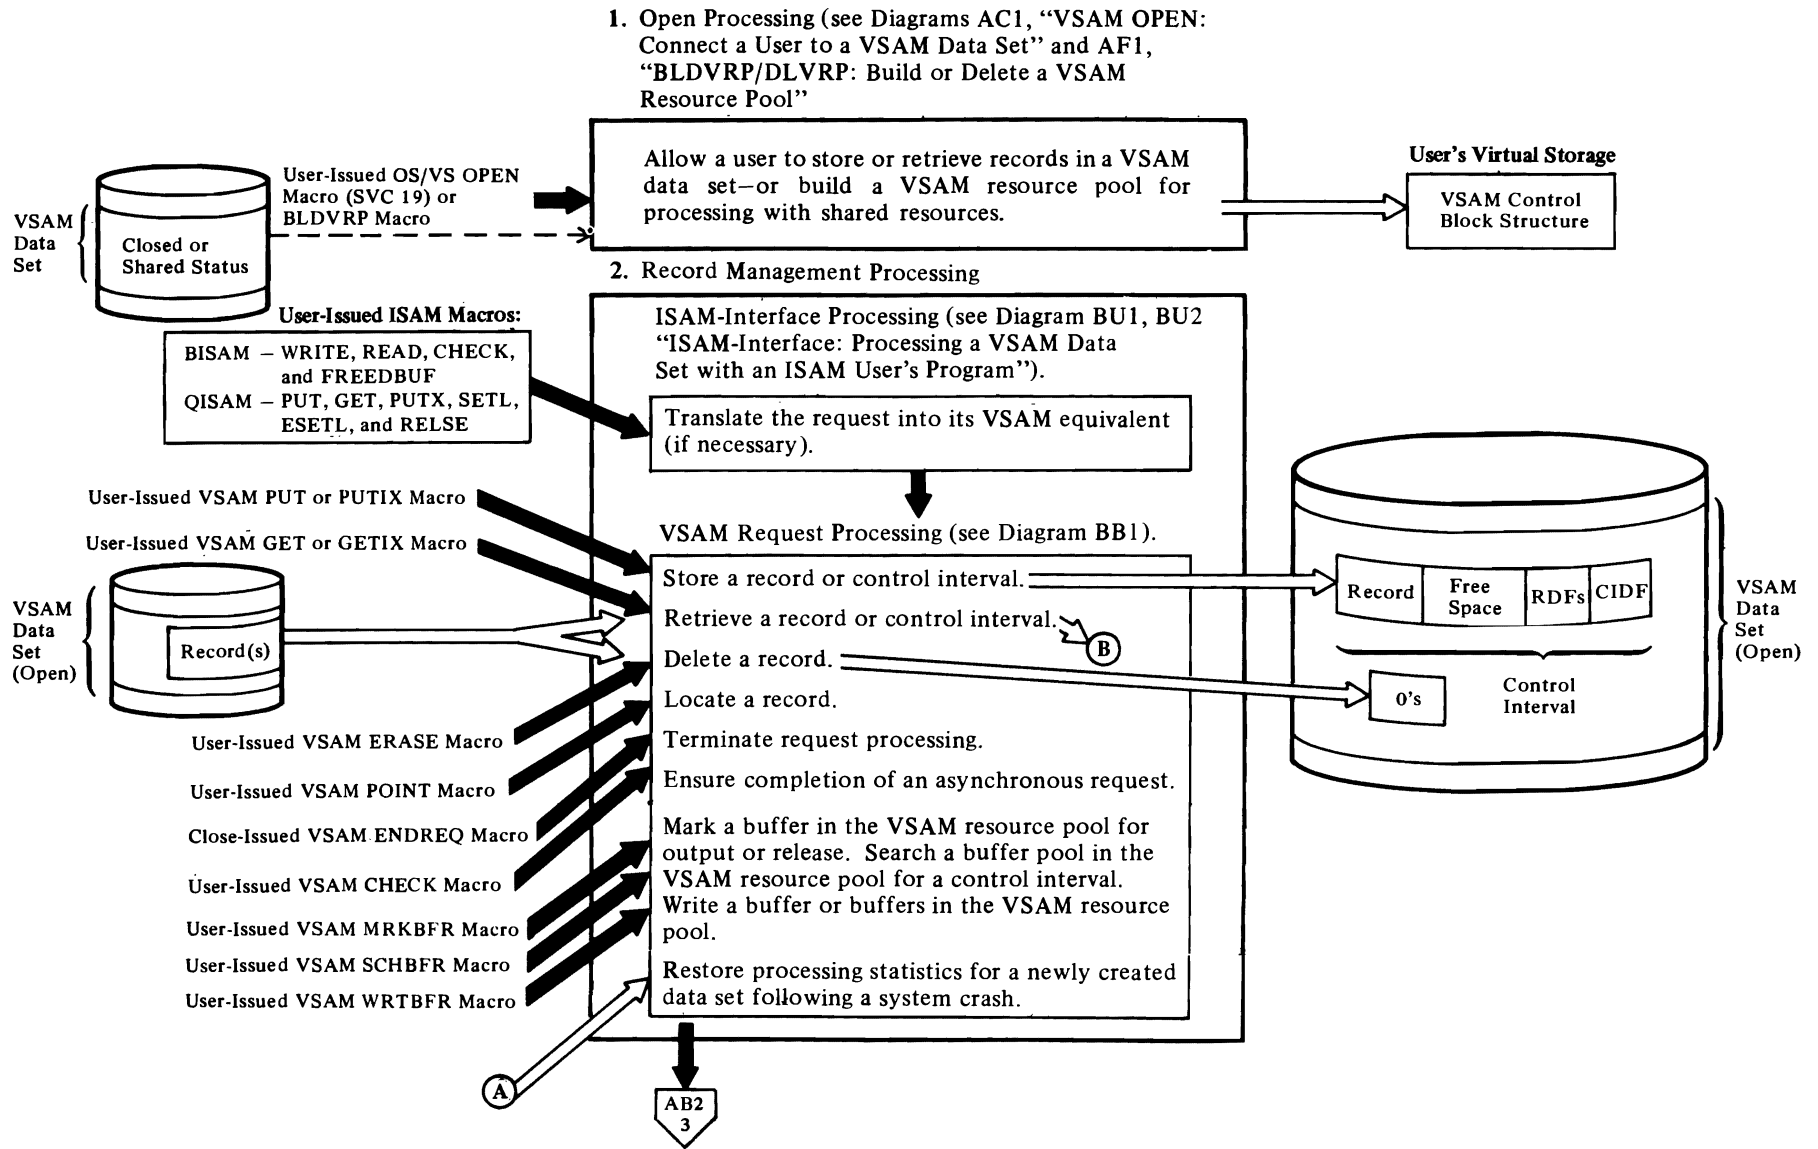 1. Open Processing (see Diagrams AC1, “VSAM OPEN:
Connect a User to a VSAM Data Set” and AF1,
“BLDVRP/DLVRP: Build or Delete a VSAM
Resource Pool”
VSAM
Data
Set
Closed or
Shared Status
User-Issued OS/VS OPEN
Macro (SVC 19) or
BLDVRP Macro
Allow a user to store or retrieve records in a VSAM
data set—or build a VSAM resource pool for
processing with shared resources.
User's Virtual Storage
VSAM Control
Block Structure
2. Record Management Processing
User-Issued ISAM Macros:
BISAM – WRITE, READ, CHECK,
and FREEDBUF
QISAM – PUT, GET, PUTX, SETL,
ESETL, and RELSE
ISAM-Interface Processing (see Diagram BU1, BU2
“ISAM-Interface: Processing a VSAM Data
Set with an ISAM User's Program”).
Translate the request into its VSAM equivalent
(if necessary).
User-Issued VSAM PUT or PUTIX Macro
User-Issued VSAM GET or GETIX Macro
VSAM
Data
Set
(Open)
Record(s)
User-Issued VSAM ERASE Macro
User-Issued VSAM POINT Macro
Close-Issued VSAM ENDREQ Macro
User-Issued VSAM CHECK Macro
User-Issued VSAM MRKBFR Macro
User-Issued VSAM SCHBFR Macro
User-Issued VSAM WRTBFR Macro
A
VSAM Request Processing (see Diagram BB1).
Store a record or control interval.
Retrieve a record or control interval.
B
Delete a record.
Locate a record.
Terminate request processing.
Ensure completion of an asynchronous request.
Mark a buffer in the VSAM resource pool for
output or release. Search a buffer pool in the
VSAM resource pool for a control interval.
Write a buffer or buffers in the VSAM resource
pool.
Restore processing statistics for a newly created
data set following a system crash.
AB2
3
Record
Free
Space
RDFs
CIDF
0's
Control
Interval
VSAM
Data
Set
(Open)